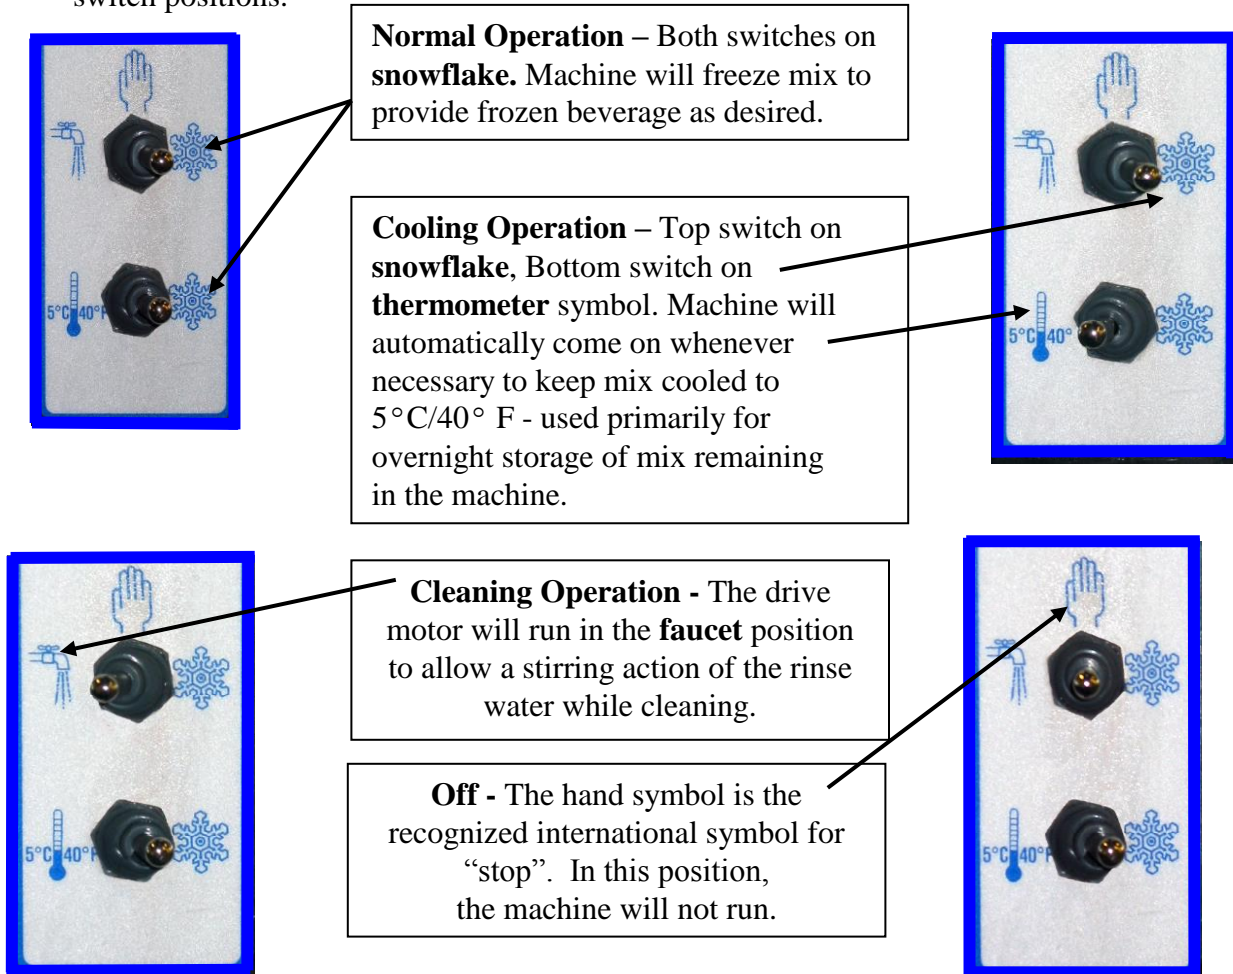 switch positions.
Normal Operation – Both switches on
snowflake. Machine will freeze mix to
provide frozen beverage as desired.
5°C 40°F
Cooling Operation – Top switch on
snowflake, Bottom switch on
thermometer symbol. Machine will
automatically come on whenever
necessary to keep mix cooled to
5°C/40° F - used primarily for
overnight storage of mix remaining
in the machine.
5°C 40°
Cleaning Operation - The drive
motor will run in the faucet position
to allow a stirring action of the rinse
water while cleaning.
5°C 40°F
Off - The hand symbol is the
recognized international symbol for
“stop”. In this position,
the machine will not run.
5°C 40°F